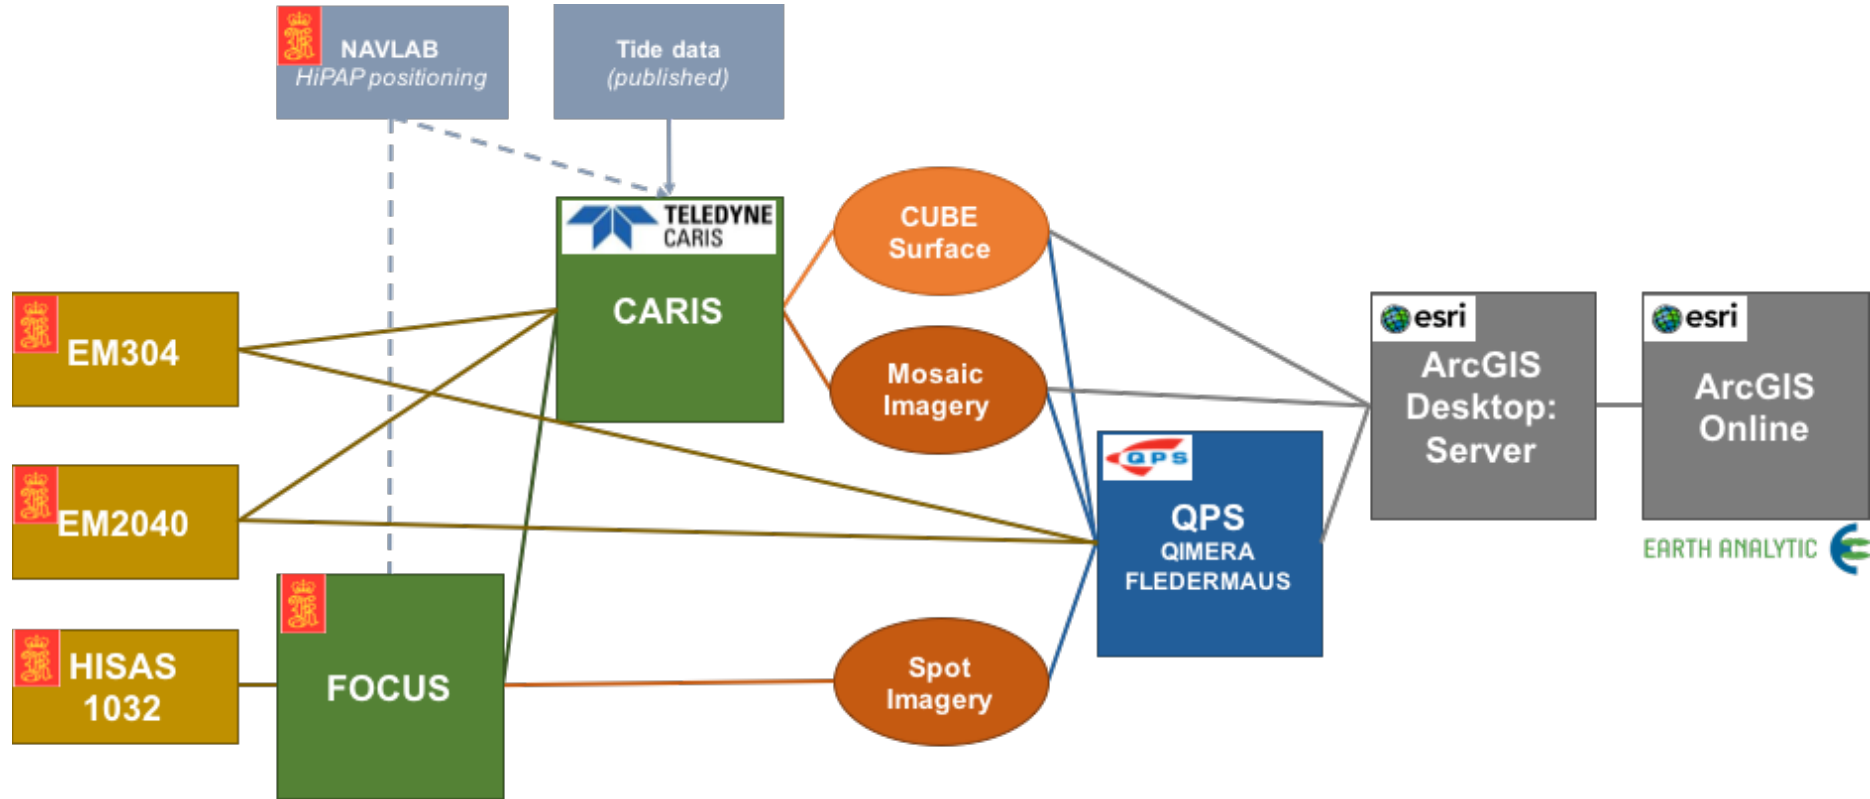 NAVLAB
HiPAP positioning
Tide data
(published)
TELEDYNE
CARIS
CARIS
CUBE
Surface
EM304
Mosaic
Imagery
esri
ArcGIS
Desktop:
Server
esri
ArcGIS
Online
EM2040
QPS
QPS
QIMERA
FLEDERMAUS
EARTH ANALYTIC
HISAS
1032
FOCUS
Spot
Imagery